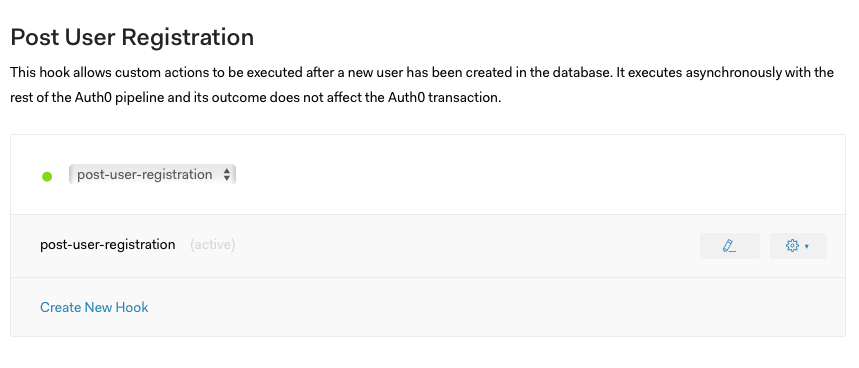 Post User Registration
This hook allows custom actions to be executed after a new user has been created in the database. It executes asynchronously with the
rest of the Auth0 pipeline and its outcome does not affect the Auth0 transaction.
post-user-registration
post-user-registration (active)
Create New Hook